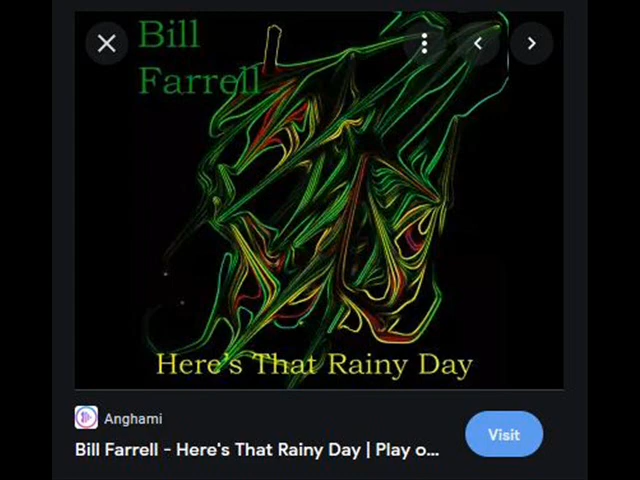 Bill
Farrell
Here's That Rainy Day
Anghami
Bill Farrell - Here's That Rainy Day | Play o...
Visit